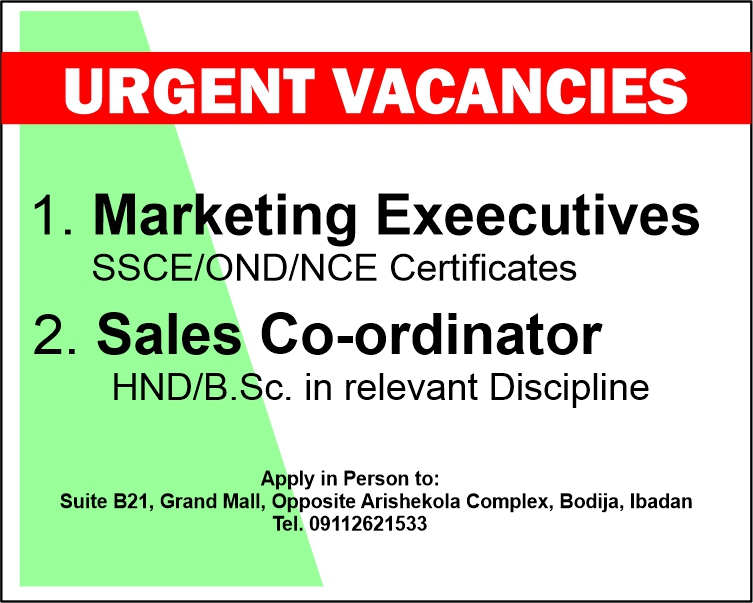 URGENT VACANCIES
1. Marketing Exeecutives
SSCE/OND/NCE Certificates
2. Sales Co-ordinator
HND/B.Sc. in relevant Discipline
Apply in Person to:
Suite B21, Grand Mall, Opposite Arishekola Complex, Bodija, Ibadan
Tel. 09112621533